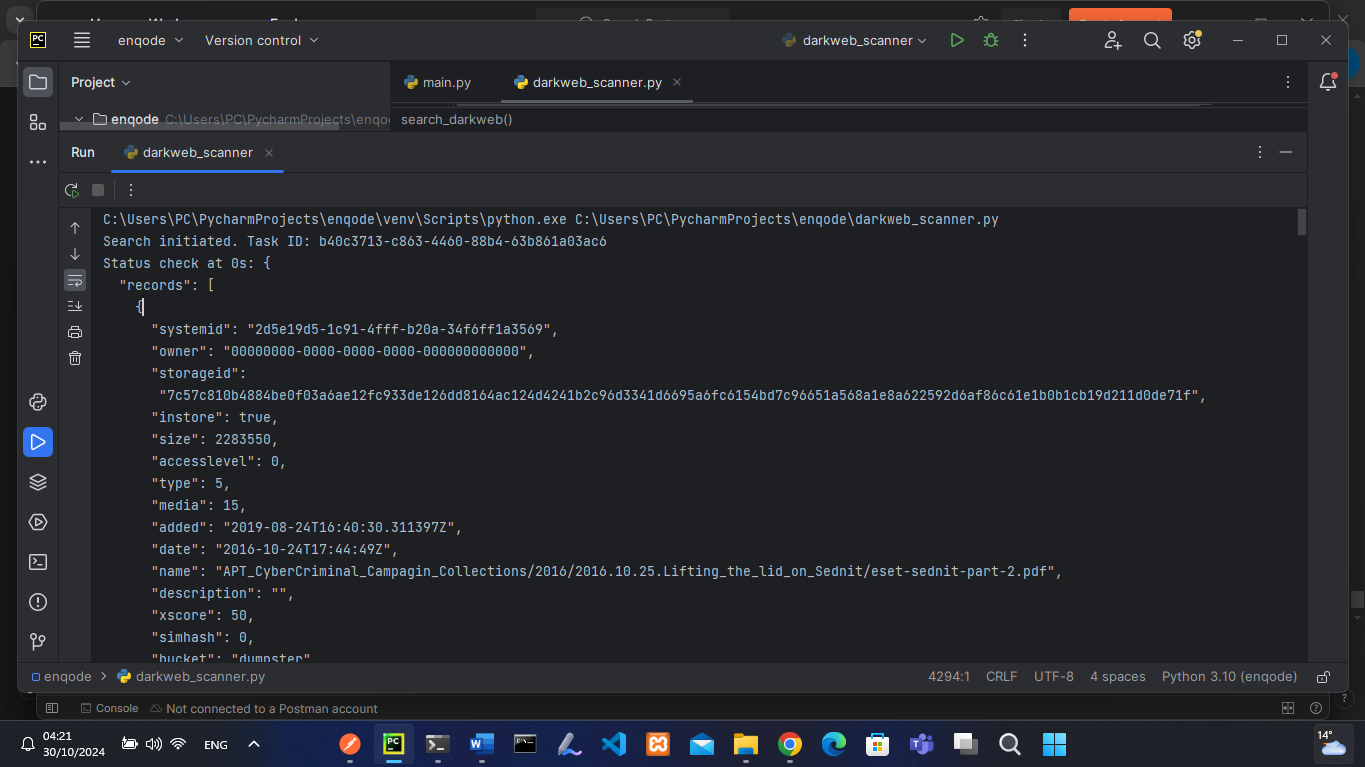 PC
enqode
Version control
darkweb_scanner
Project
main.py
darkweb_scanner.py
enqode C:\Users\PC\PycharmProjects\enqo
search_darkweb()
Run
darkweb_scanner
C:\Users\PC\PycharmProjects\enqode\venv\Scripts\python.exe C:\Users\PC\PycharmProjects\enqode\darkweb_scanner.py
Search initiated. Task ID: b40c3713-c863-4460-88b4-63b861a03ac6
Status check at 0s: {
"records": [
{
"systemid": "2d5e19d5-1c91-4fff-b20a-34f6ff1a3569",
"owner": "00000000-0000-0000-0000-000000000000",
"storageid":
"7c57c810b4884be0f03a6ae12fc933de126dd8164ac124d4241b2c96d3341d6695a6fc6154bd7c96651a568a1e8a622592d6af86c61e1b0b1cb19d211d0de71f",
"instore": true,
"size": 2283550,
"accesslevel": 0,
"type": 5,
"media": 15,
"added": "2019-08-24T16:40:30.311397Z",
"date": "2016-10-24T17:44:49Z",
"name": "APT_CyberCriminal_Campagin_Collections/2016/2016.10.25.Lifting_the_lid_on_Sednit/eset-sednit-part-2.pdf",
"description": "",
"xscore": 50,
"simhash": 0,
"bucket": "dumpster"
enqode
darkweb_scanner.py
4294:1
CRLF
UTF-8
4 spaces
Python 3.10 (enqode)
Console
Not connected to a Postman account
04:21
30/10/2024
ENG
14°